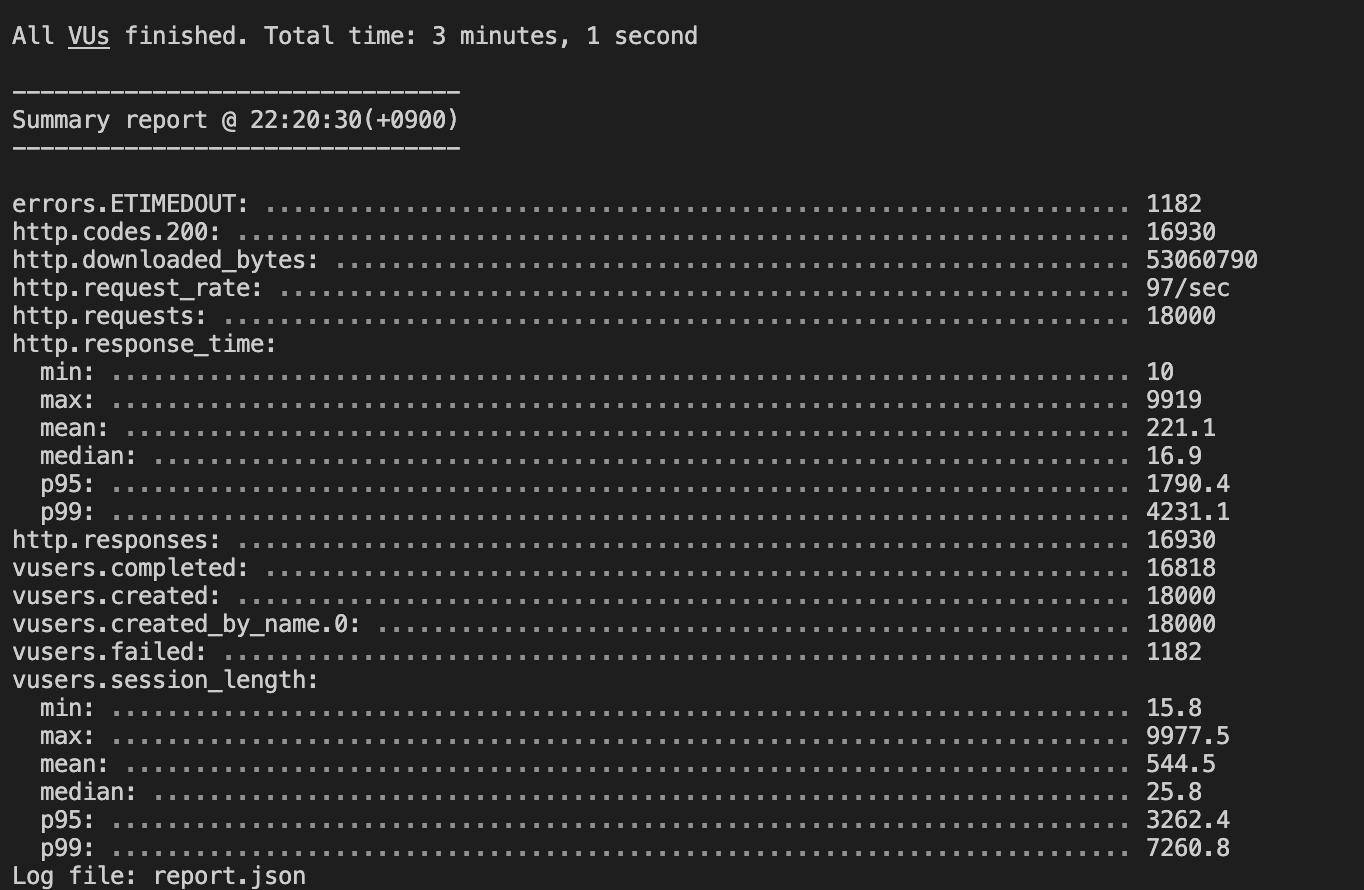 All VUs finished. Total time: 3 minutes, 1 second
--------------------------------
Summary report @ 22:20:30(+0900)
--------------------------------
errors.ETIMEDOUT: .............................................................. 1182
http.codes.200: ................................................................ 16930
http.downloaded_bytes: ......................................................... 53060790
http.request_rate: ............................................................. 97/sec
http.requests: ................................................................. 18000
http.response_time:
  min: ......................................................................... 10
  max: ......................................................................... 9919
  mean: ........................................................................ 221.1
  median: ...................................................................... 16.9
  p95: ......................................................................... 1790.4
  p99: ......................................................................... 4231.1
http.responses: ................................................................ 16930
vusers.completed: .............................................................. 16818
vusers.created: ................................................................ 18000
vusers.created_by_name.0: ...................................................... 18000
vusers.failed: ................................................................. 1182
vusers.session_length:
  min: ......................................................................... 15.8
  max: ......................................................................... 9977.5
  mean: ........................................................................ 544.5
  median: ...................................................................... 25.8
  p95: ......................................................................... 3262.4
  p99: ......................................................................... 7260.8
Log file: report.json